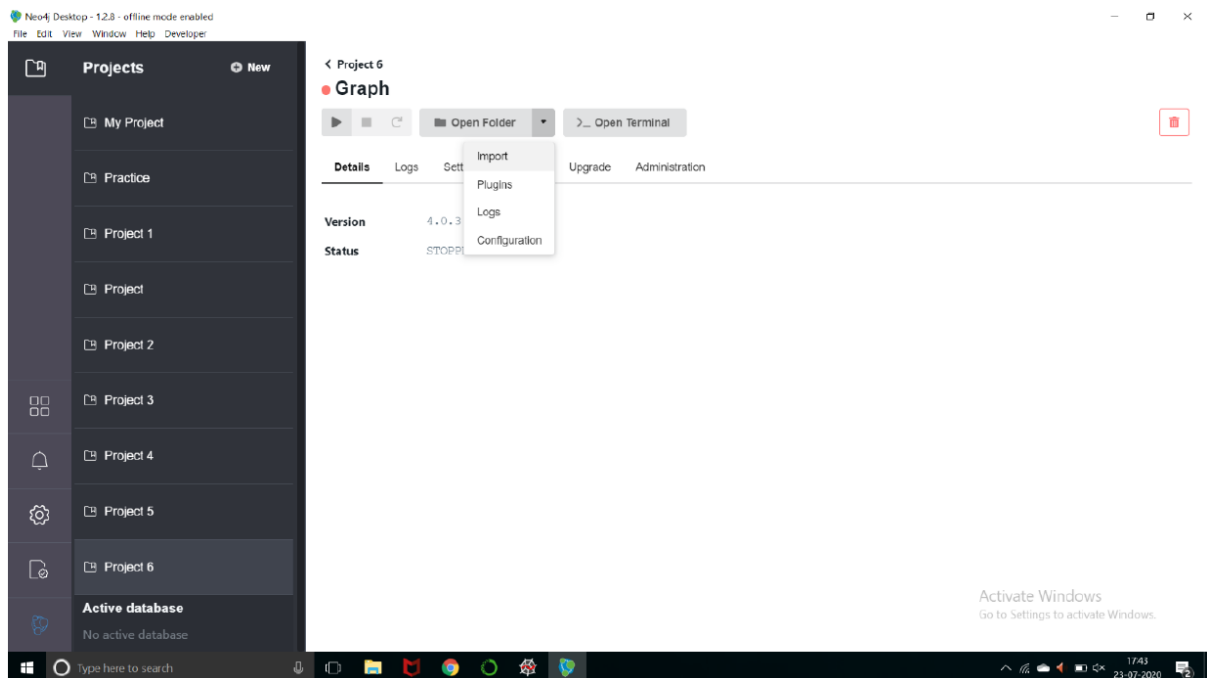 Neo4j Desktop - 1.2.8 - offline mode enabled
File Edit View Window Help Developer
Projects
New
My Project
Practice
Project 1
Project
Project 2
Project 3
Project 4
Project 5
Project 6
Active database
No active database
< Project 6
Graph
Open Folder
>_ Open Terminal
Import
Plugins
Logs
Configuration
Details Logs Sett Upgrade Administration
Version 4.0.3
Status STOPP
Activate Windows
Go to Settings to activate Windows.
Type here to search
17:43
23-07-2020
2